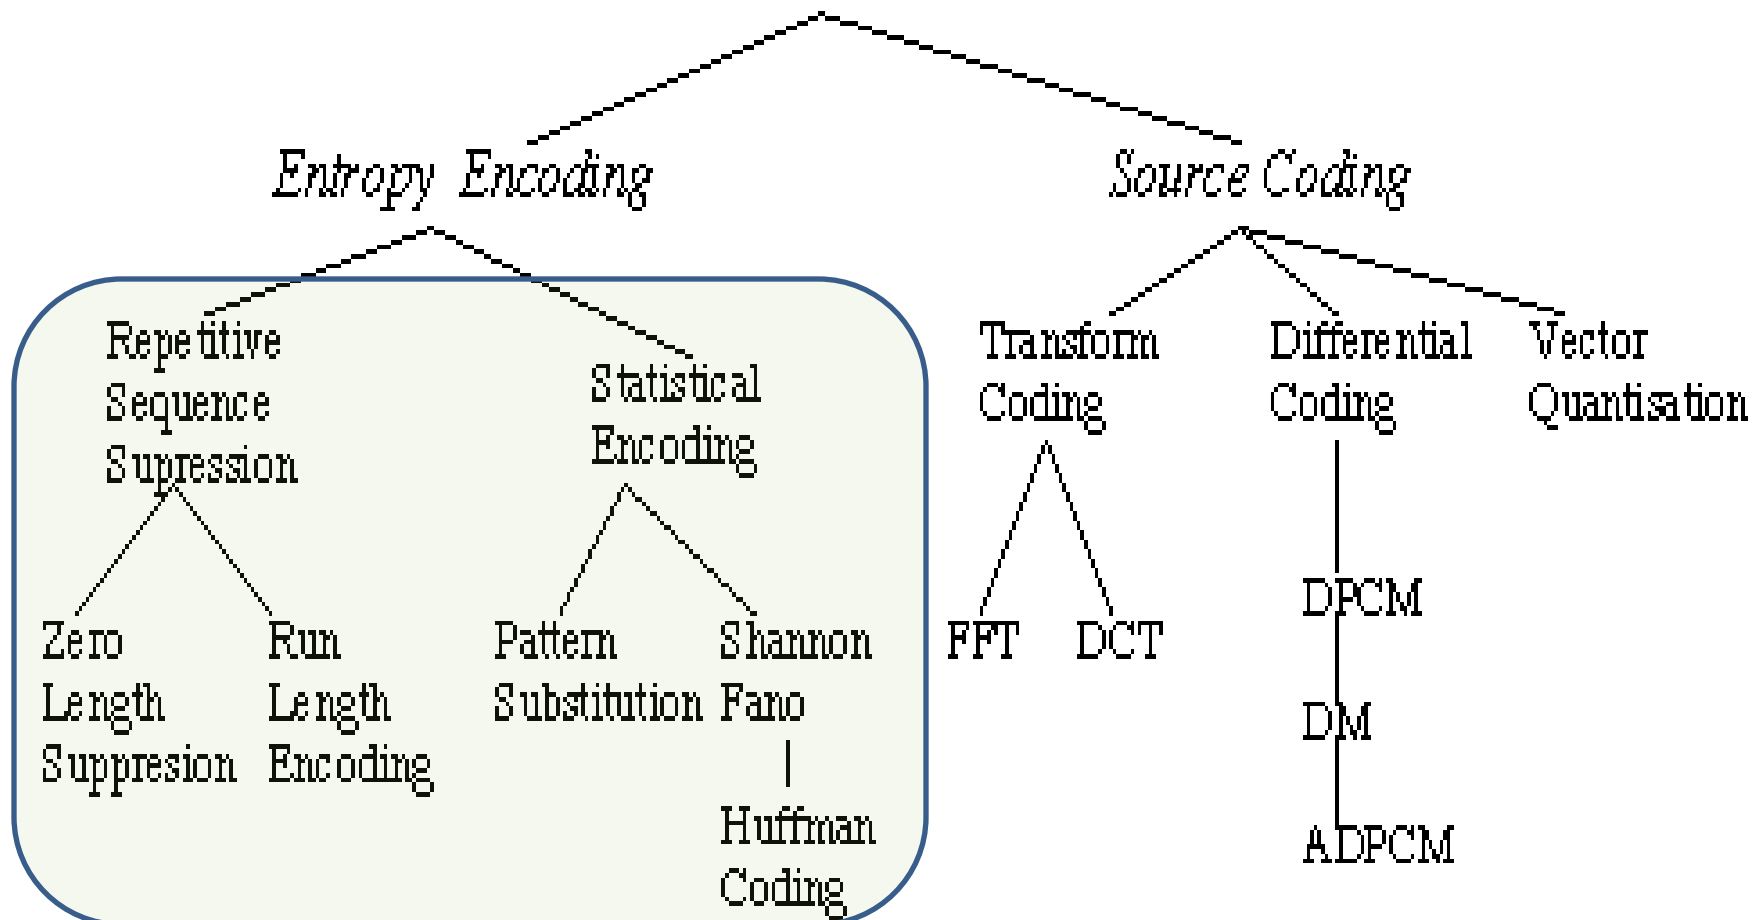 Entropy Encoding
Source Coding
Repetitive
Sequence
Supression
Statistical
Encoding
Transform
Coding
Differential
Coding
Vector
Quantisation
Zero
Length
Suppresion
Run
Length
Encoding
Pattern
Substitution
Shannon
Fano
Huffman
Coding
FFT
DCT
DPCM
DM
ADPCM